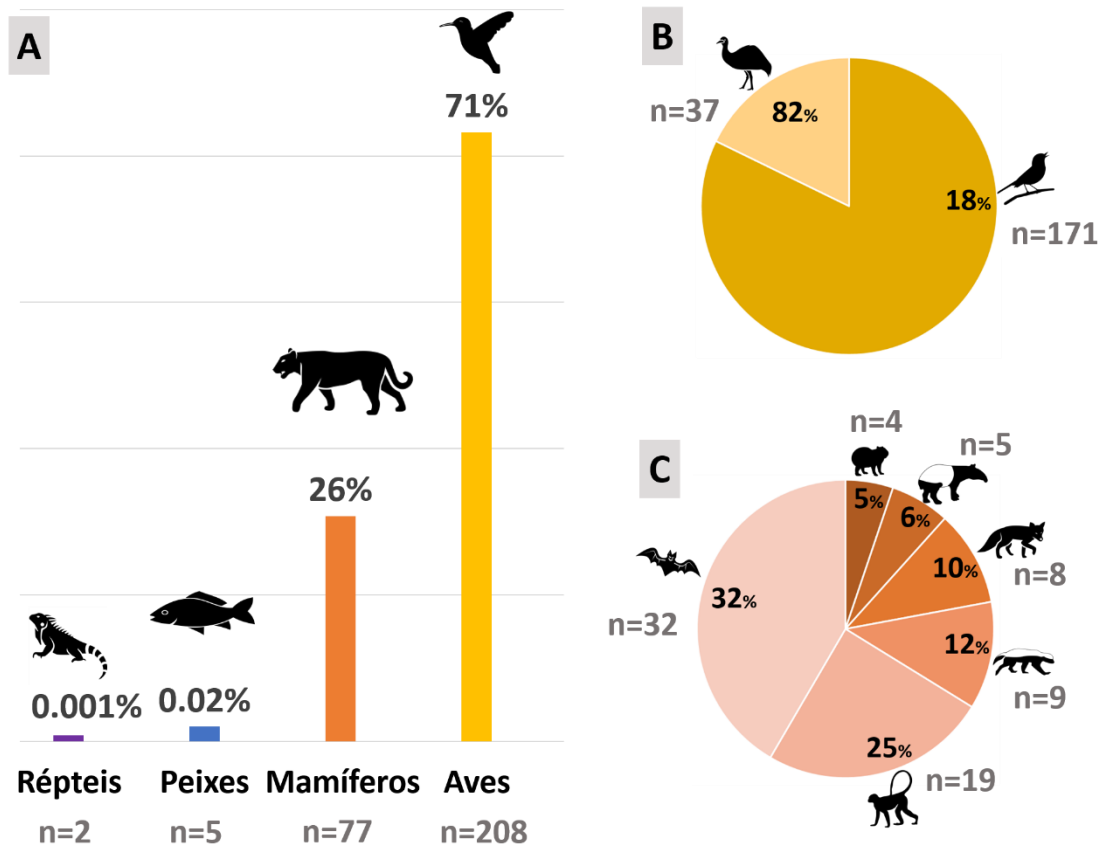 A
71%
26%
0.001%
0.02%
Répteis Peixes Mamíferos Aves
n=2 n=5 n=77 n=208
B
82%
n=37
18%
n=171
C
n=4
n=5
5%
6%
10%
n=8
12%
n=9
25%
n=19
32%
n=32